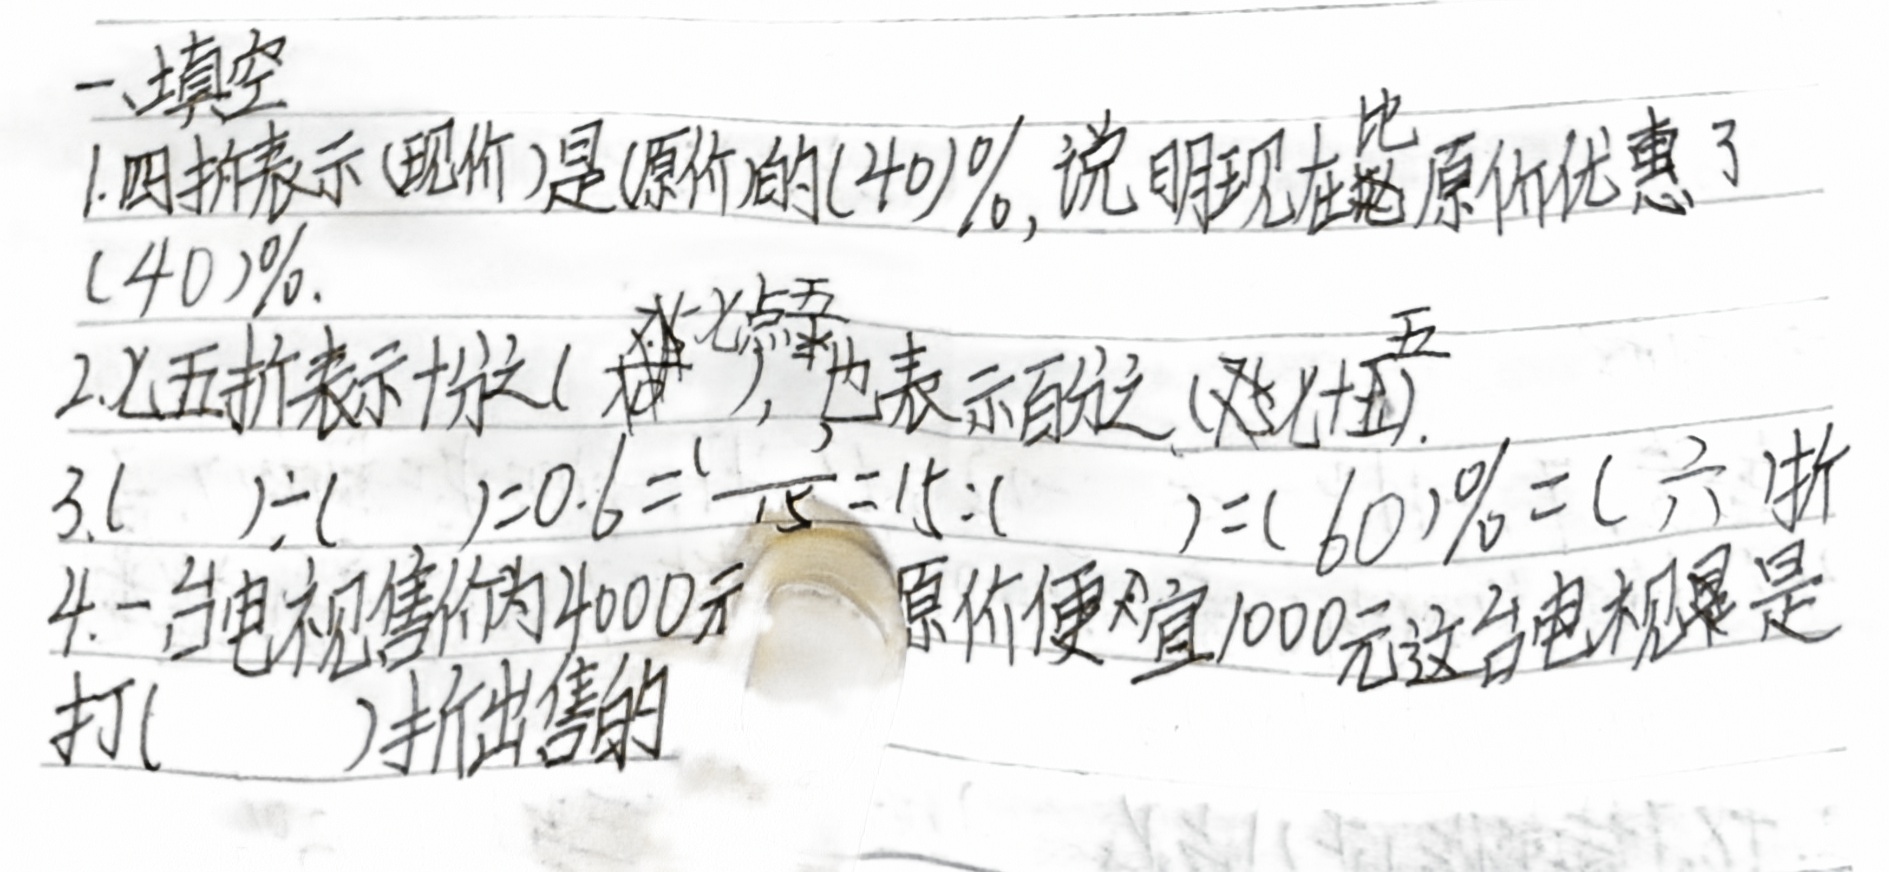 一、填空
1.四折表示(现价)是(原价)的(40)%,说明现在比原价优惠了
(40)%.
2.七五折表示十分之(七点五),也表示百分之(七十五).
3.( )÷( )=0.6=( )/15=15:( )=(60)%=(六)折
4.一台电视售价为4000元 原价便宜1000元这台电视是
打( )折出售的